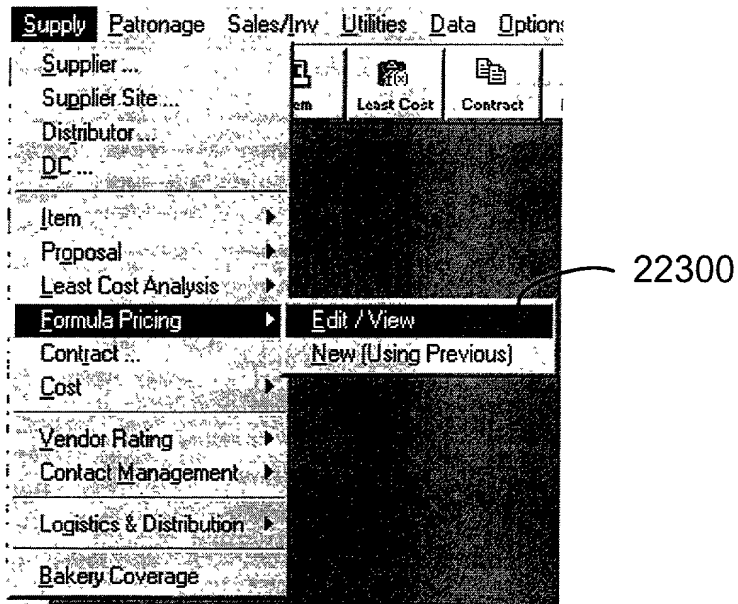 Supply Patronage Sales/Inv Utilities Data Options
Supplier ...
Supplier Site ...
em Least Cost Contract
Distributor ...
DC ...
Item
Proposal
Least Cost Analysis
22300
Formula Pricing Edit / View
Contract ... New (Using Previous)
Cost
Vendor Rating
Contact Management
Logistics & Distribution
Bakery Coverage